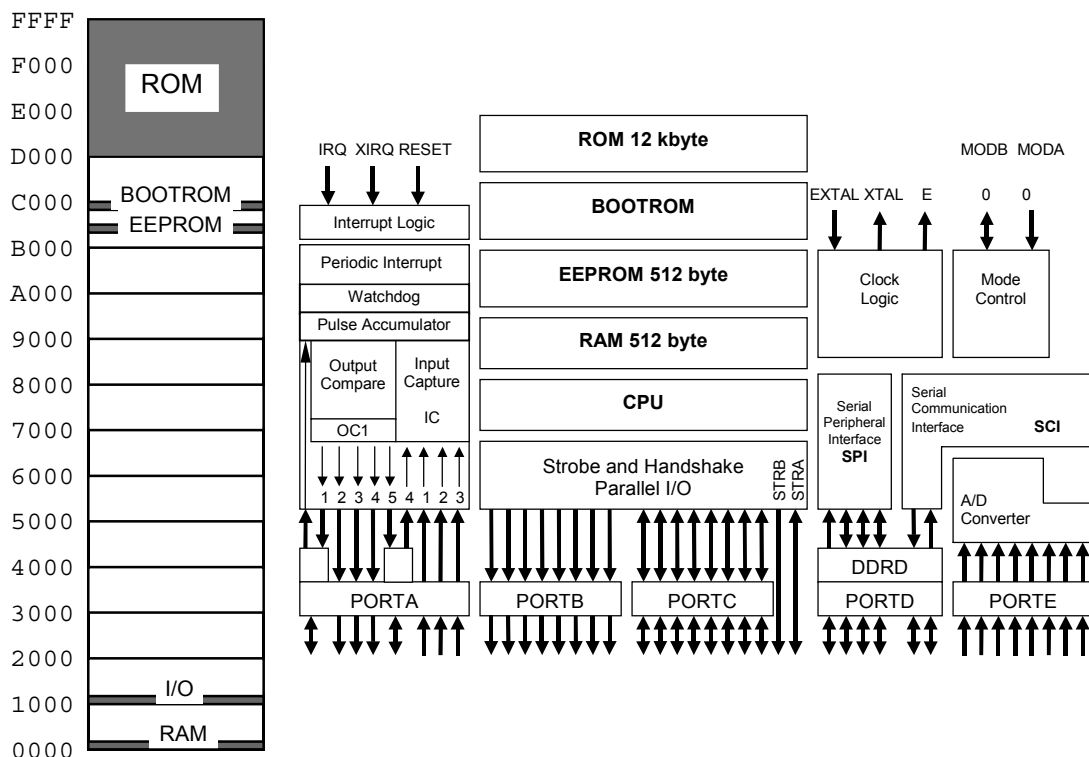 FFFF
F000
E000
D000
C000
B000
A000
9000
8000
7000
6000
5000
4000
3000
2000
1000
0000
ROM
BOOTROM
EEPROM
I/O
RAM
IRQ XIRQ RESET
Interrupt Logic
Periodic Interrupt
Watchdog
Pulse Accumulator
Output
Compare
OC1
Input
Capture
IC
1 2 3 4 5 4 1 2 3
PORTA
ROM 12 kbyte
BOOTROM
EEPROM 512 byte
RAM 512 byte
CPU
Strobe and Handshake
Parallel I/O
STRB
STRA
PORTB
PORTC
EXTAL XTAL E
Clock
Logic
MODB MODA
0 0
Mode
Control
Serial
Peripheral
Interface
SPI
Serial
Communication
Interface
SCI
A/D
Converter
DDRD
PORTD
PORTE